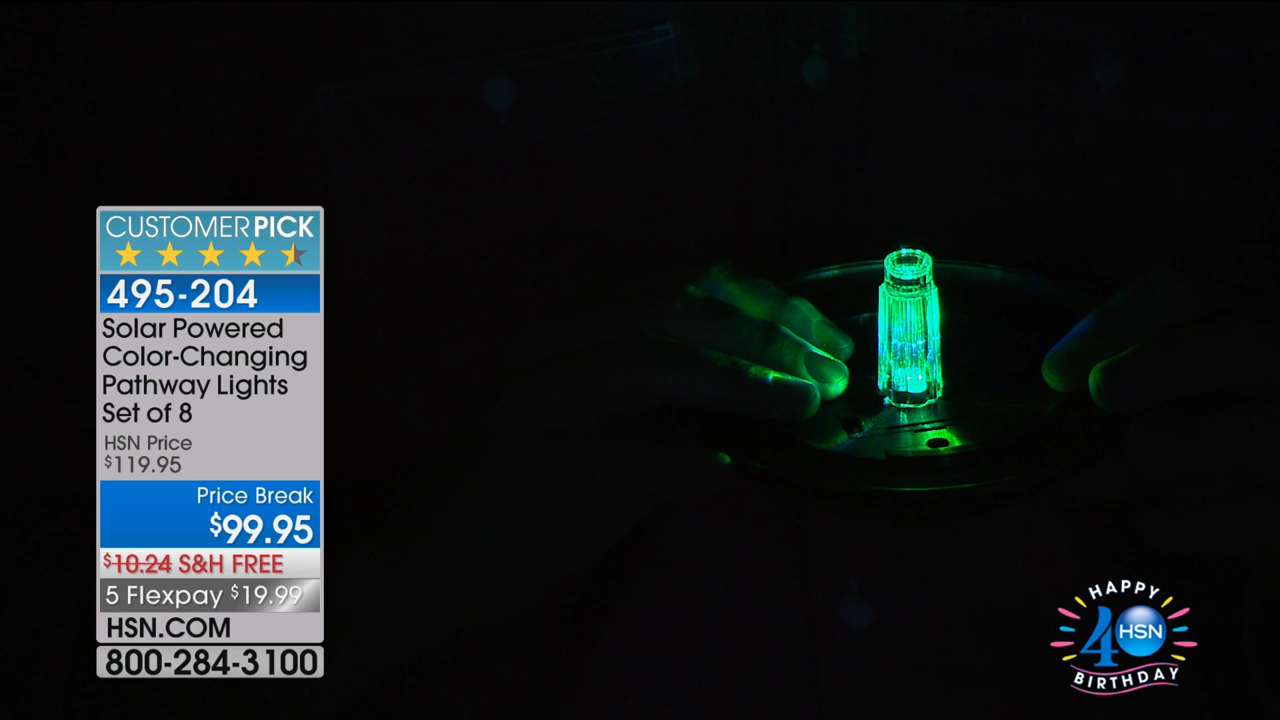 CUSTOMERPICK
495-204
Solar Powered
Color-Changing
Pathway Lights
Set of 8
HSN Price
$119.95
Price Break
$99.95
$10.24 S&H FREE
5 Flexpay $19.99
HSN.COM
800-284-3100
HAPPY
40 HSN
BIRTHDAY